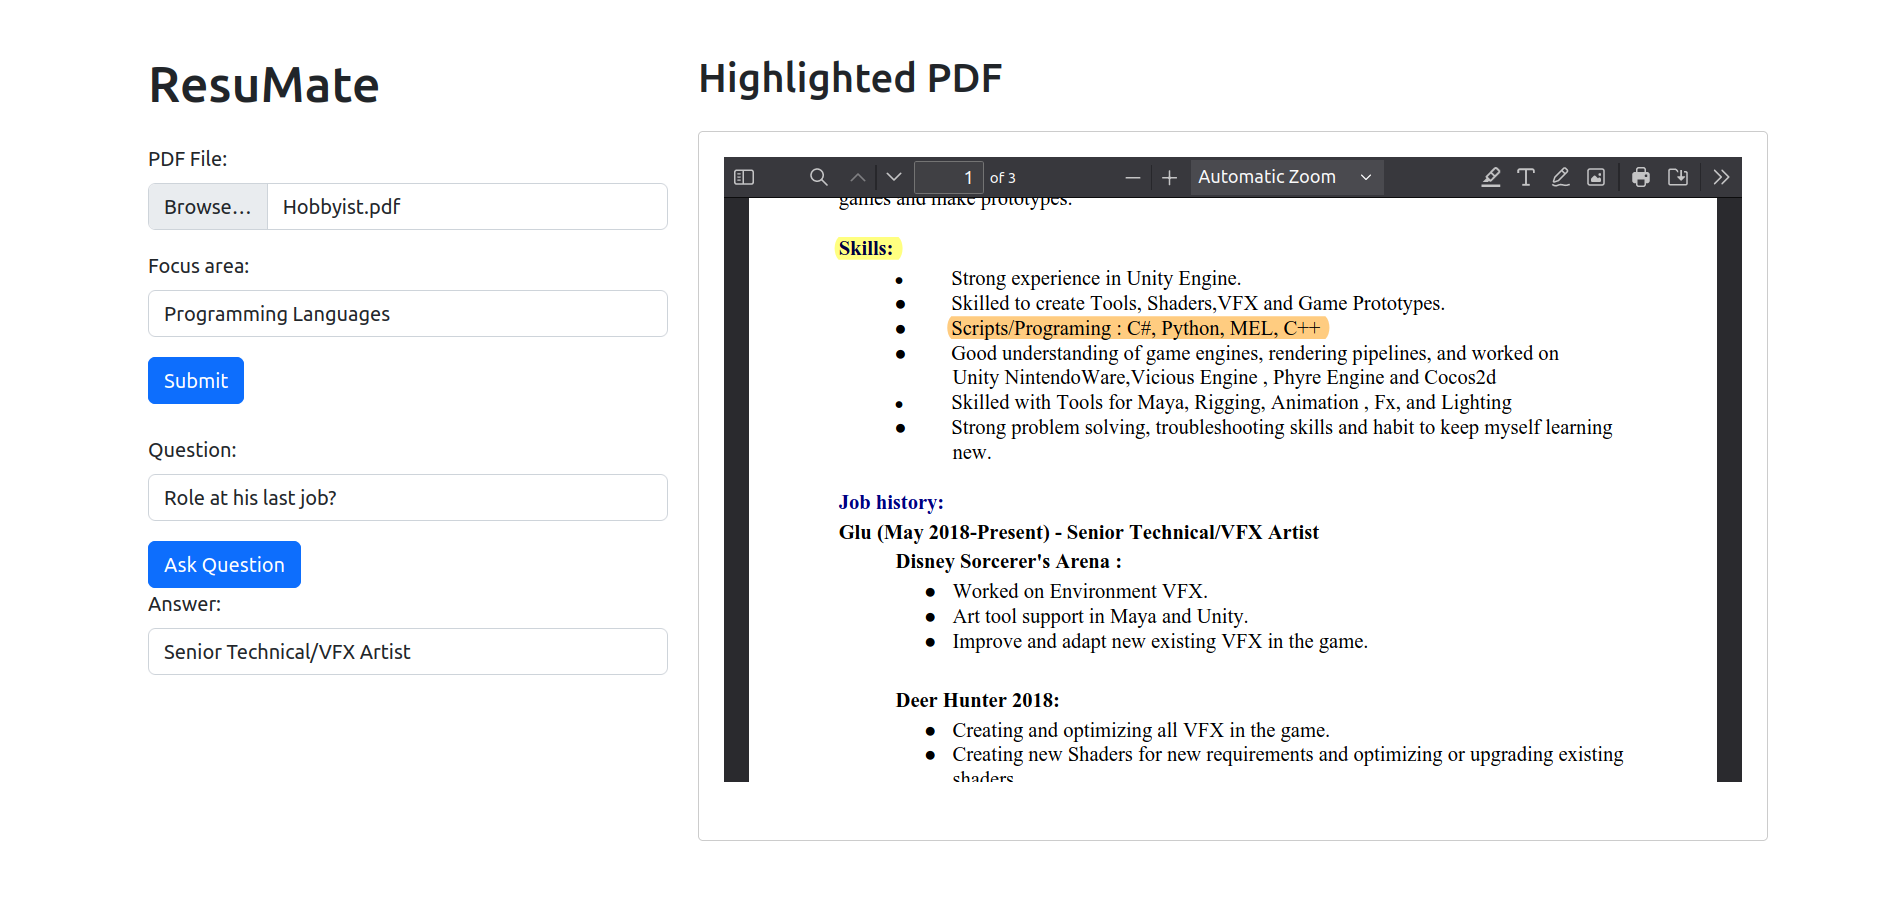 ResuMate
PDF File:
Browse... Hobbyist.pdf
Focus area:
Programming Languages
Submit
Question:
Role at his last job?
Ask Question
Answer:
Senior Technical/VFX Artist
Highlighted PDF
1 of 3
Automatic Zoom
games and make prototypes.
Skills:
● Strong experience in Unity Engine.
● Skilled to create Tools, Shaders,VFX and Game Prototypes.
● Scripts/Programing : C#, Python, MEL, C++
● Good understanding of game engines, rendering pipelines, and worked on
Unity NintendoWare,Vicious Engine , Phyre Engine and Cocos2d
● Skilled with Tools for Maya, Rigging, Animation , Fx, and Lighting
● Strong problem solving, troubleshooting skills and habit to keep myself learning
new.
Job history:
Glu (May 2018-Present) - Senior Technical/VFX Artist
Disney Sorcerer's Arena :
● Worked on Environment VFX.
● Art tool support in Maya and Unity.
● Improve and adapt new existing VFX in the game.
Deer Hunter 2018:
● Creating and optimizing all VFX in the game.
● Creating new Shaders for new requirements and optimizing or upgrading existing
shaders